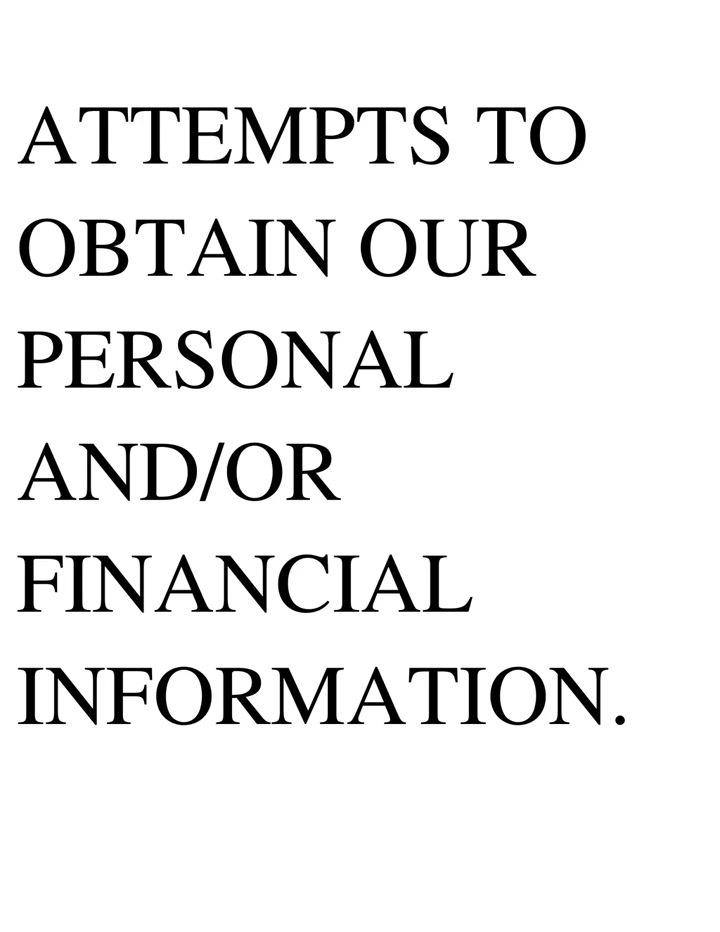 ATTEMPTS TO
OBTAIN OUR
PERSONAL
AND/OR
FINANCIAL
INFORMATION.